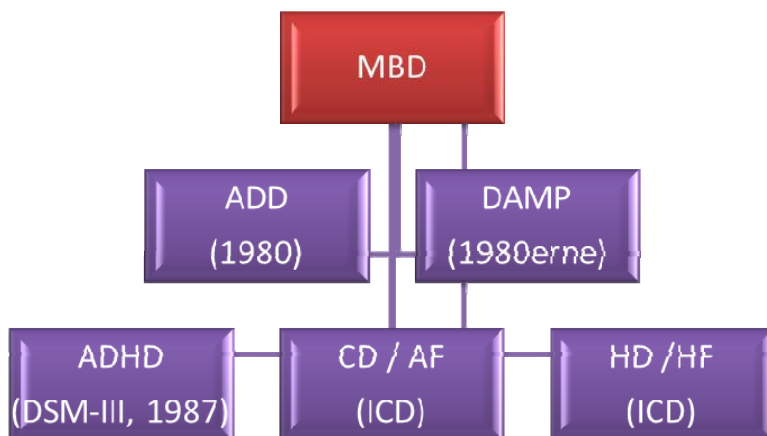 MBD
ADD
(1980)
DAMP
(1980erne)
ADHD
(DSM-III, 1987)
CD / AF
(ICD)
HD /HF
(ICD)